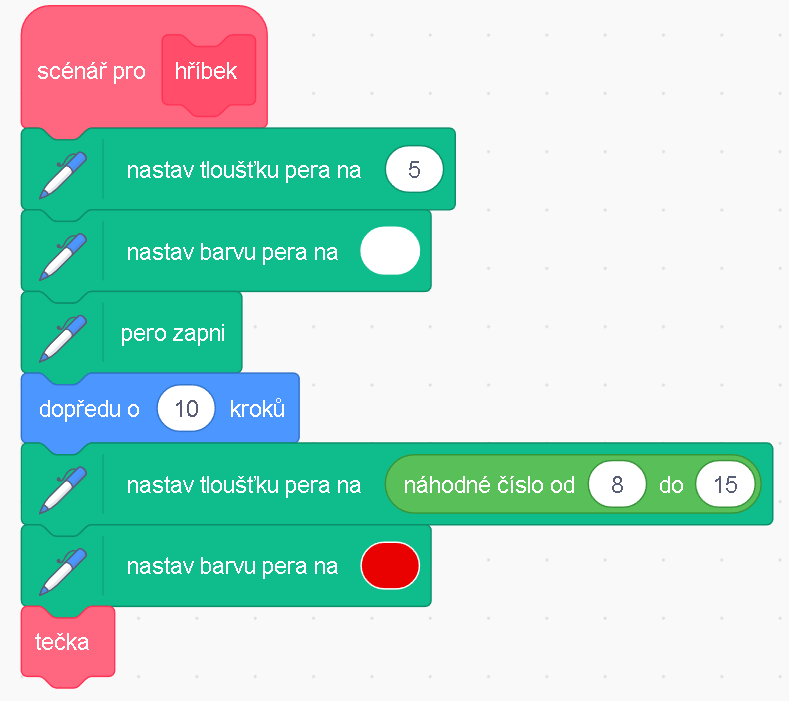 scénář pro hříbek
nastav tloušťku pera na 5
nastav barvu pera na
pero zapni
dopředu o 10 kroků
nastav tloušťku pera na náhodné číslo od 8 do 15
nastav barvu pera na
tečka